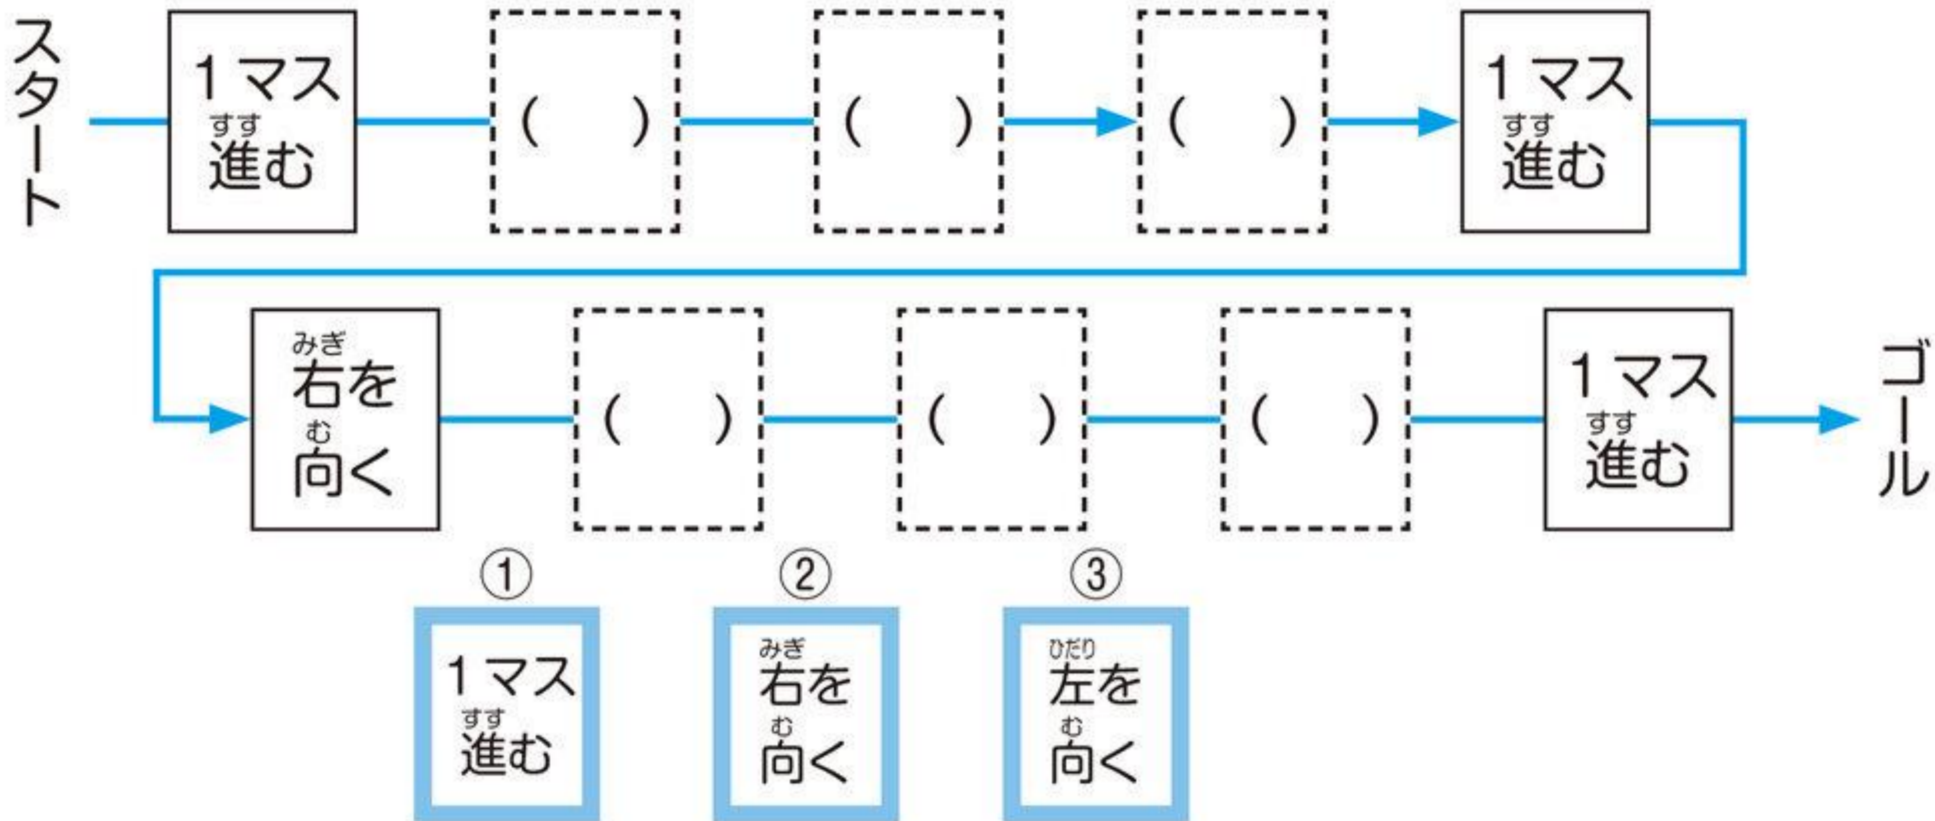 スタート
1マス
すす
進む
(　　)
(　　)
(　　)
1マス
すす
進む
みぎ
右を
む
向く
(　　)
(　　)
(　　)
1マス
すす
進む
ゴール
①
1マス
すす
進む
②
みぎ
右を
む
向く
③
ひだり
左を
む
向く